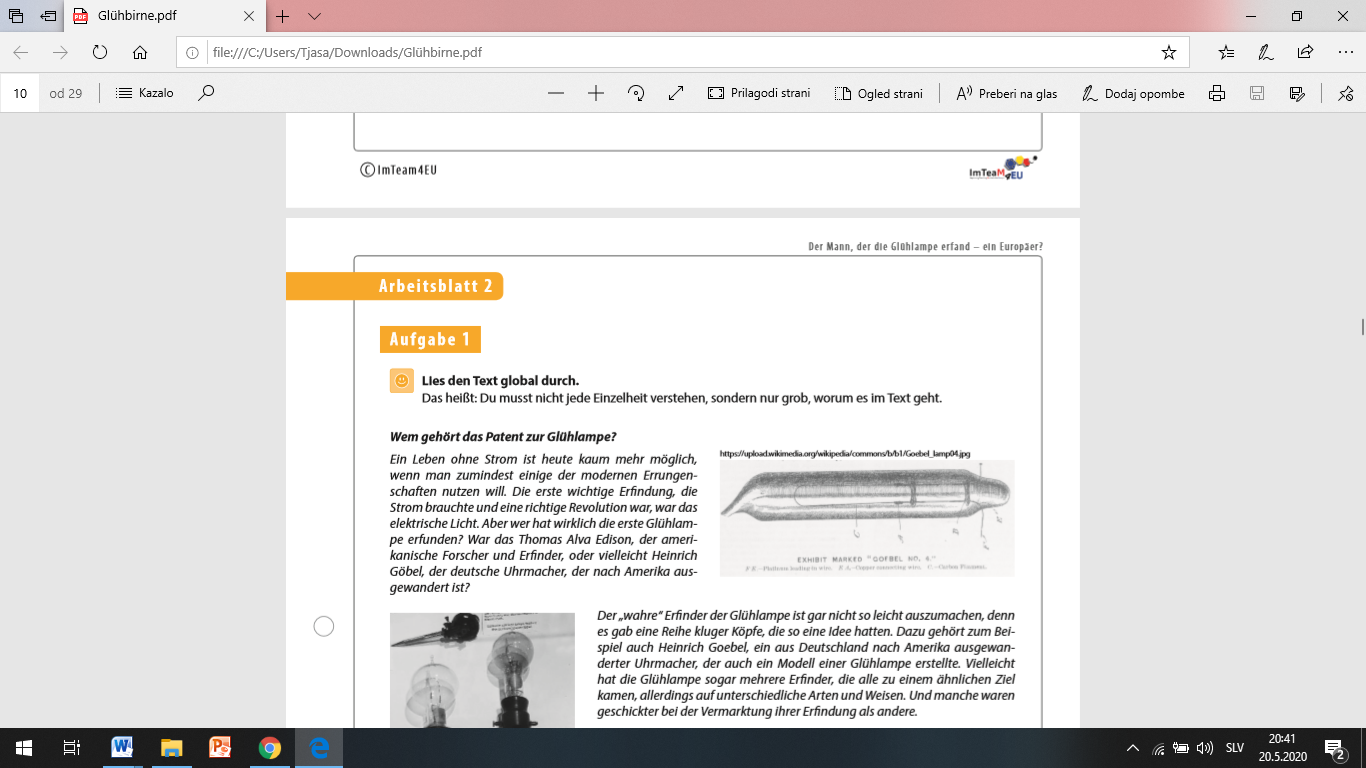 Glühbirne.pdf
file:///C:/Users/Tjasa/Downloads/Glühbirne.pdf
10 od 29 Kazalo Prilagodi strani Ogled strani Preberi na glas Dodaj opombe
© ImTeam4EU
ImTeaM4EU
Der Mann, der die Glühlampe erfand – ein Europäer?
Arbeitsblatt 2
Aufgabe 1
Lies den Text global durch.
Das heißt: Du musst nicht jede Einzelheit verstehen, sondern nur grob, worum es im Text geht.
Wem gehört das Patent zur Glühlampe?
Ein Leben ohne Strom ist heute kaum mehr möglich,
wenn man zumindest einige der modernen Errungen-
schaften nutzen will. Die erste wichtige Erfindung, die
Strom brauchte und eine richtige Revolution war, war das
elektrische Licht. Aber wer hat wirklich die erste Glühlam-
pe erfunden? War das Thomas Alva Edison, der ameri-
kanische Forscher und Erfinder, oder vielleicht Heinrich
Göbel, der deutsche Uhrmacher, der nach Amerika aus-
gewandert ist?
https://upload.wikimedia.org/wikipedia/commons/b/b1/Goebel_lamp04.jpg
EXHIBIT MARKED "GOEBEL NO. 4."
Der „wahre“ Erfinder der Glühlampe ist gar nicht so leicht auszumachen, denn
es gab eine Reihe kluger Köpfe, die so eine Idee hatten. Dazu gehört zum Bei-
spiel auch Heinrich Goebel, ein aus Deutschland nach Amerika ausgewan-
derter Uhrmacher, der auch ein Modell einer Glühlampe erstellte. Vielleicht
hat die Glühlampe sogar mehrere Erfinder, die alle zu einem ähnlichen Ziel
kamen, allerdings auf unterschiedliche Arten und Weisen. Und manche waren
geschickter bei der Vermarktung ihrer Erfindung als andere.
SLV
20:41
20.5.2020
2